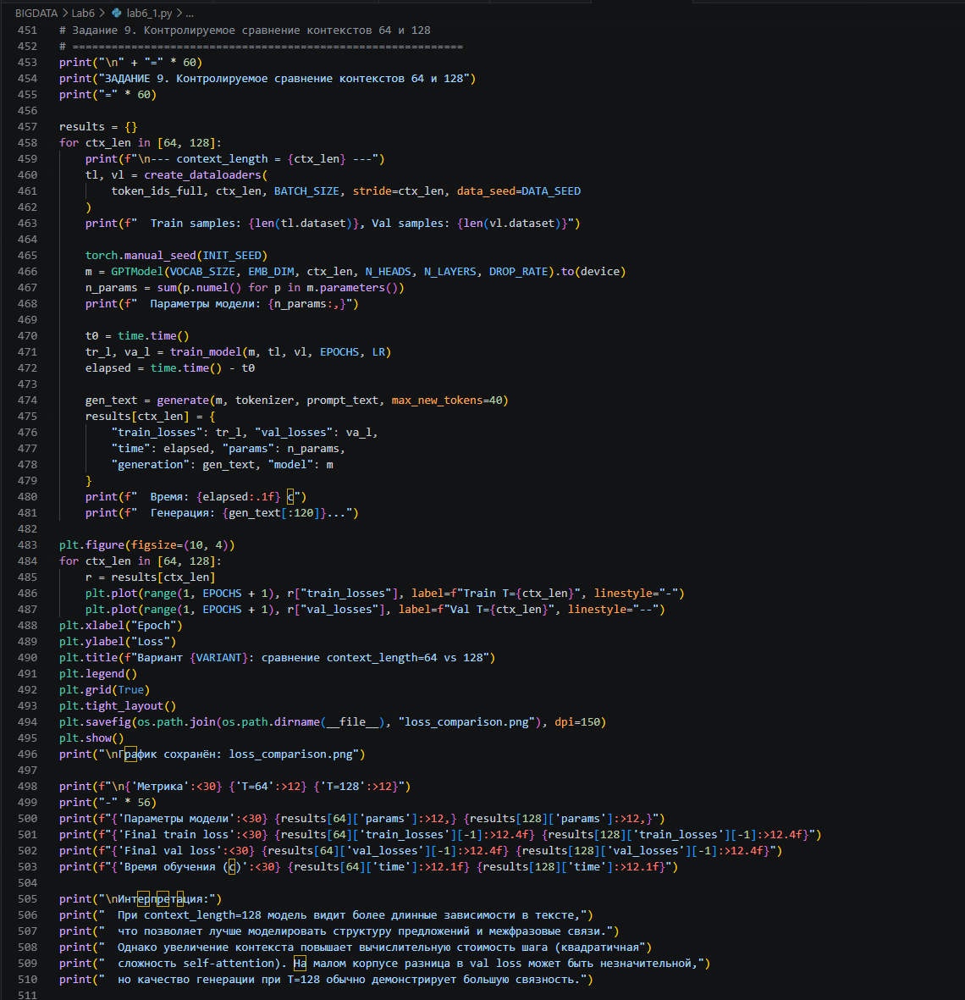 BIGDATA > Lab6 > lab6_1.py > ...
451 # Задание 9. Контролируемое сравнение контекстов 64 и 128
452 # ============================================================
453 print("\n" + "=" * 60)
454 print("ЗАДАНИЕ 9. Контролируемое сравнение контекстов 64 и 128")
455 print("=" * 60)
456
457 results = {}
458 for ctx_len in [64, 128]:
459     print(f"\n--- context_length = {ctx_len} ---")
460     tl, vl = create_dataloaders(
461         token_ids_full, ctx_len, BATCH_SIZE, stride=ctx_len, data_seed=DATA_SEED
462     )
463     print(f"  Train samples: {len(tl.dataset)}, Val samples: {len(vl.dataset)}")
464
465     torch.manual_seed(INIT_SEED)
466     m = GPTModel(VOCAB_SIZE, EMB_DIM, ctx_len, N_HEADS, N_LAYERS, DROP_RATE).to(device)
467     n_params = sum(p.numel() for p in m.parameters())
468     print(f"  Параметры модели: {n_params:,}")
469
470     t0 = time.time()
471     tr_l, va_l = train_model(m, tl, vl, EPOCHS, LR)
472     elapsed = time.time() - t0
473
474     gen_text = generate(m, tokenizer, prompt_text, max_new_tokens=40)
475     results[ctx_len] = {
476         "train_losses": tr_l, "val_losses": va_l,
477         "time": elapsed, "params": n_params,
478         "generation": gen_text, "model": m
479     }
480     print(f"  Время: {elapsed:.1f} с")
481     print(f"  Генерация: {gen_text[:120]}...")
482
483 plt.figure(figsize=(10, 4))
484 for ctx_len in [64, 128]:
485     r = results[ctx_len]
486     plt.plot(range(1, EPOCHS + 1), r["train_losses"], label=f"Train T={ctx_len}", linestyle="-")
487     plt.plot(range(1, EPOCHS + 1), r["val_losses"], label=f"Val T={ctx_len}", linestyle="--")
488 plt.xlabel("Epoch")
489 plt.ylabel("Loss")
490 plt.title(f"Вариант {VARIANT}: сравнение context_length=64 vs 128")
491 plt.legend()
492 plt.grid(True)
493 plt.tight_layout()
494 plt.savefig(os.path.join(os.path.dirname(__file__), "loss_comparison.png"), dpi=150)
495 plt.show()
496 print("\nГрафик сохранён: loss_comparison.png")
497
498 print(f"\n{'Метрика':<30} {'T=64':>12} {'T=128':>12}")
499 print("-" * 56)
500 print(f"{'Параметры модели':<30} {results[64]['params']:>12,} {results[128]['params']:>12,}")
501 print(f"{'Final train loss':<30} {results[64]['train_losses'][-1]:>12.4f} {results[128]['train_losses'][-1]:>12.4f}")
502 print(f"{'Final val loss':<30} {results[64]['val_losses'][-1]:>12.4f} {results[128]['val_losses'][-1]:>12.4f}")
503 print(f"{'Время обучения (с)':<30} {results[64]['time']:>12.1f} {results[128]['time']:>12.1f}")
504
505 print("\nИнтерпретация:")
506 print("  При context_length=128 модель видит более длинные зависимости в тексте,")
507 print("  что позволяет лучше моделировать структуру предложений и межфразовые связи.")
508 print("  Однако увеличение контекста повышает вычислительную стоимость шага (квадратичная")
509 print("  сложность self-attention). На малом корпусе разница в val loss может быть незначительной,")
510 print("  но качество генерации при T=128 обычно демонстрирует большую связность.")
511